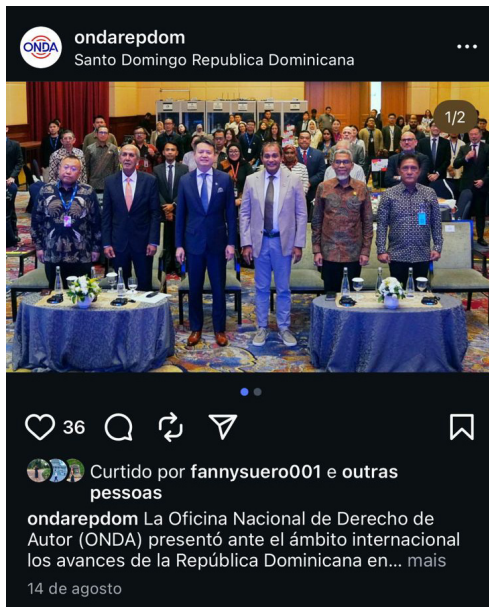 ONDA
ondarepdom
Santo Domingo Republica Dominicana
1/2
36
Curtido por fannysuero001 e outras
pessoas
ondarepdom La Oficina Nacional de Derecho de
Autor (ONDA) presentó ante el ámbito internacional
los avances de la República Dominicana en... mais
14 de agosto